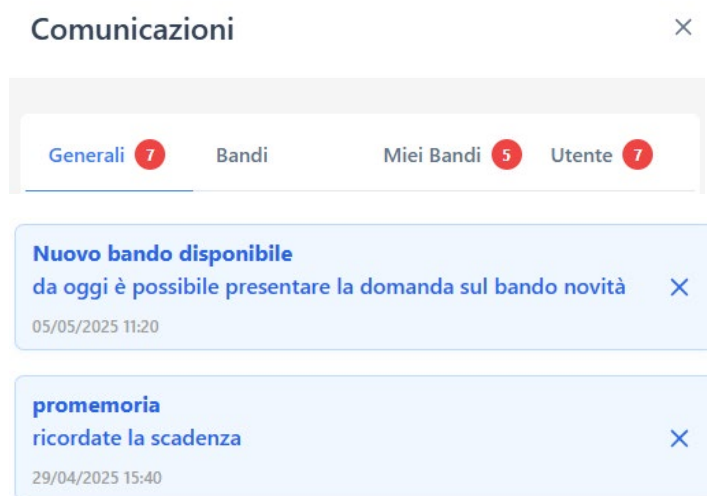 Comunicazioni
Generali 7 Bandi Miei Bandi 5 Utente 7
Nuovo bando disponibile
da oggi è possibile presentare la domanda sul bando novità
05/05/2025 11:20
promemoria
ricordate la scadenza
29/04/2025 15:40